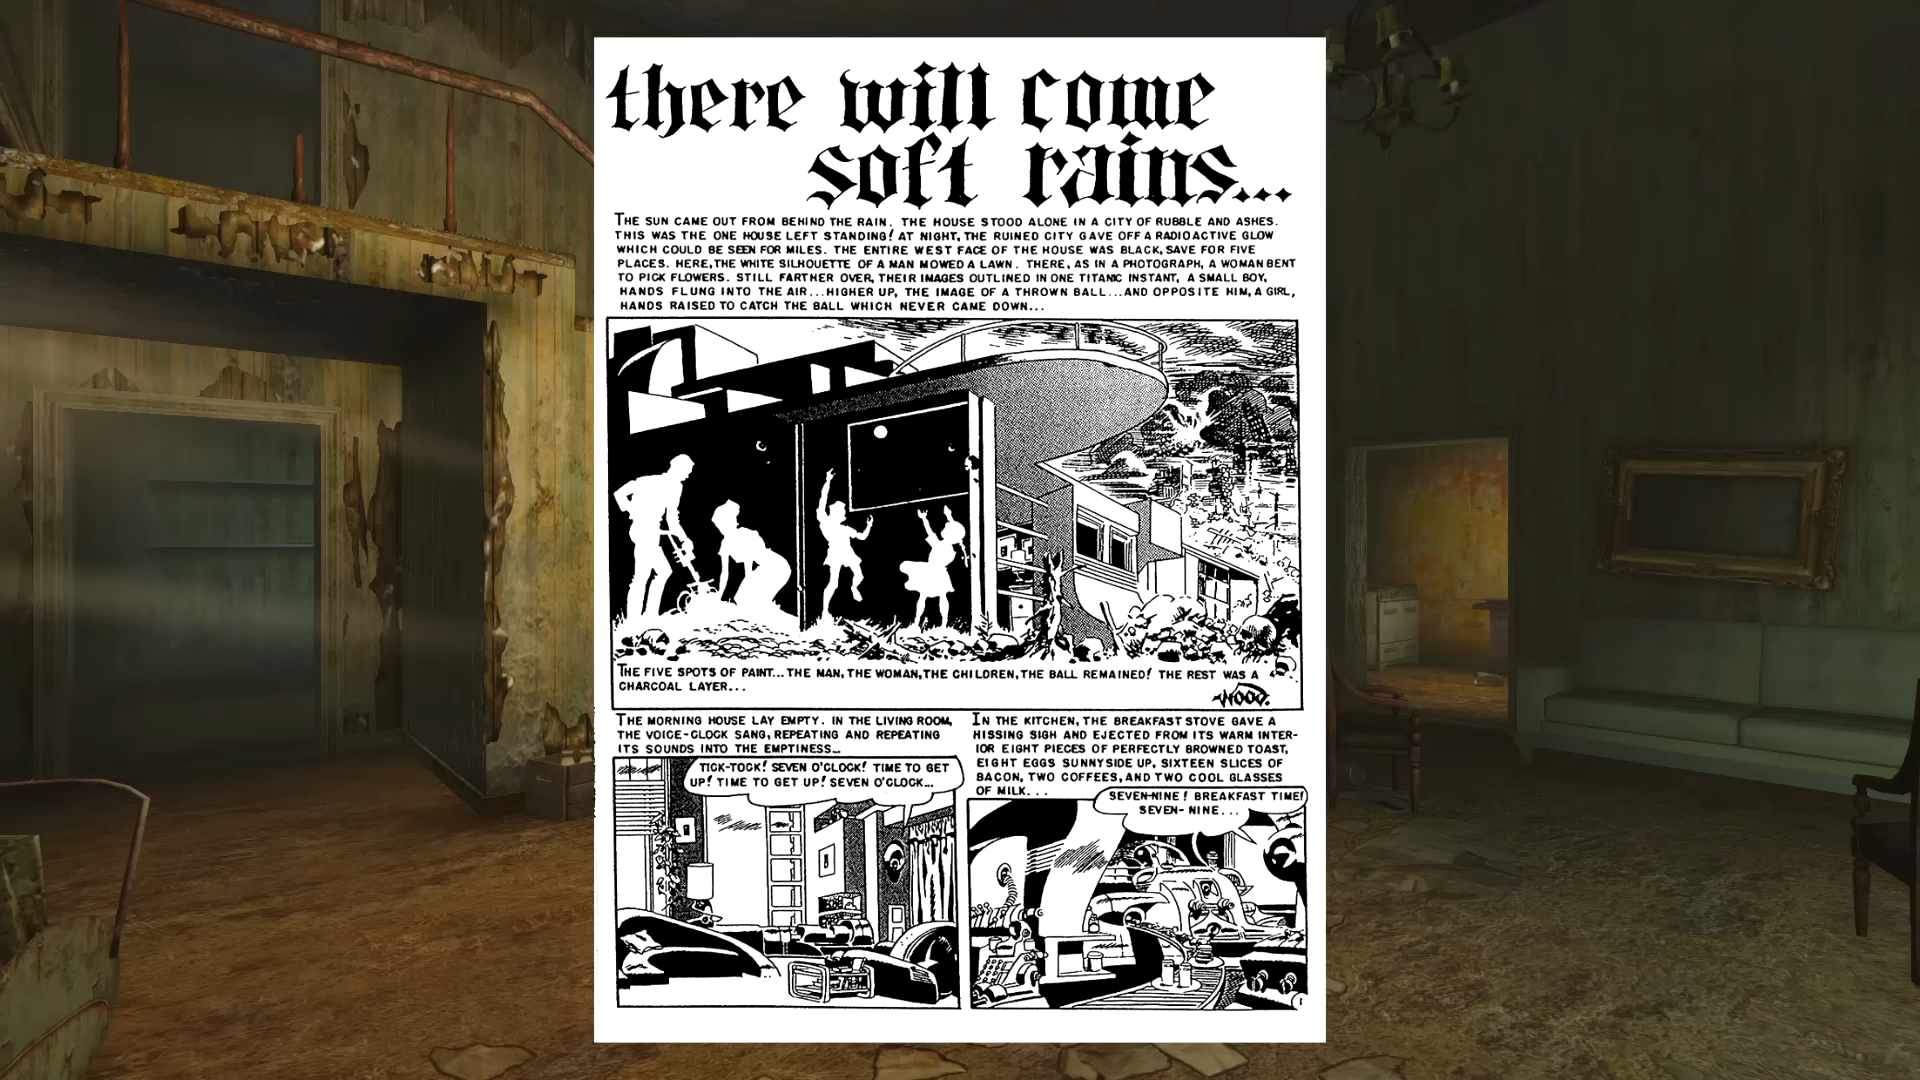 there will come
soft rains...
THE SUN CAME OUT FROM BEHIND THE RAIN. THE HOUSE STOOD ALONE IN A CITY OF RUBBLE AND ASHES.
THIS WAS THE ONE HOUSE LEFT STANDING! AT NIGHT, THE RUINED CITY GAVE OFF A RADIOACTIVE GLOW
WHICH COULD BE SEEN FOR MILES. THE ENTIRE WEST FACE OF THE HOUSE WAS BLACK, SAVE FOR FIVE
PLACES. HERE, THE WHITE SILHOUETTE OF A MAN MOWED A LAWN. THERE, AS IN A PHOTOGRAPH, A WOMAN BENT
TO PICK FLOWERS. STILL FARTHER OVER, THEIR IMAGES OUTLINED IN ONE TITANIC INSTANT, A SMALL BOY,
HANDS FLUNG INTO THE AIR...HIGHER UP, THE IMAGE OF A THROWN BALL...AND OPPOSITE HIM, A GIRL,
HANDS RAISED TO CATCH THE BALL WHICH NEVER CAME DOWN...
THE FIVE SPOTS OF PAINT...THE MAN, THE WOMAN, THE CHILDREN, THE BALL REMAINED! THE REST WAS A
CHARCOAL LAYER...
WOOD.
THE MORNING HOUSE LAY EMPTY. IN THE LIVING ROOM,
THE VOICE-CLOCK SANG, REPEATING AND REPEATING
ITS SOUNDS INTO THE EMPTINESS...
TICK-TOCK! SEVEN O'CLOCK! TIME TO GET
UP! TIME TO GET UP! SEVEN O'CLOCK...
IN THE KITCHEN, THE BREAKFAST STOVE GAVE A
HISSING SIGH AND EJECTED FROM ITS WARM INTER-
IOR EIGHT PIECES OF PERFECTLY BROWNED TOAST,
EIGHT EGGS SUNNYSIDE UP, SIXTEEN SLICES OF
BACON, TWO COFFEES, AND TWO COOL GLASSES
OF MILK...
SEVEN-NINE! BREAKFAST TIME!
SEVEN-NINE...
1